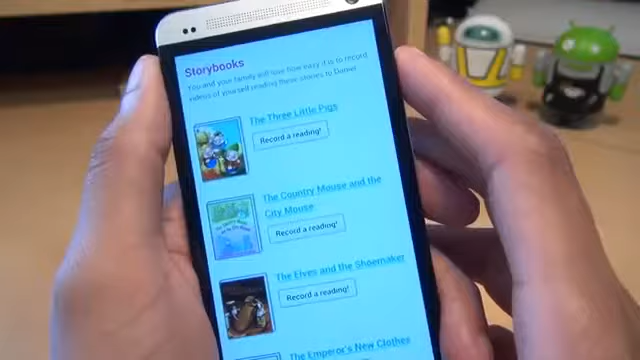 Storybooks
You and your family will love how easy it is to record
videos of yourself reading these stories to Daniel
The Three Little Pigs
Record a reading!
The Country Mouse and the
City Mouse
Record a reading!
The Elves and the Shoemaker
Record a reading!
The Emperor's New Clothes